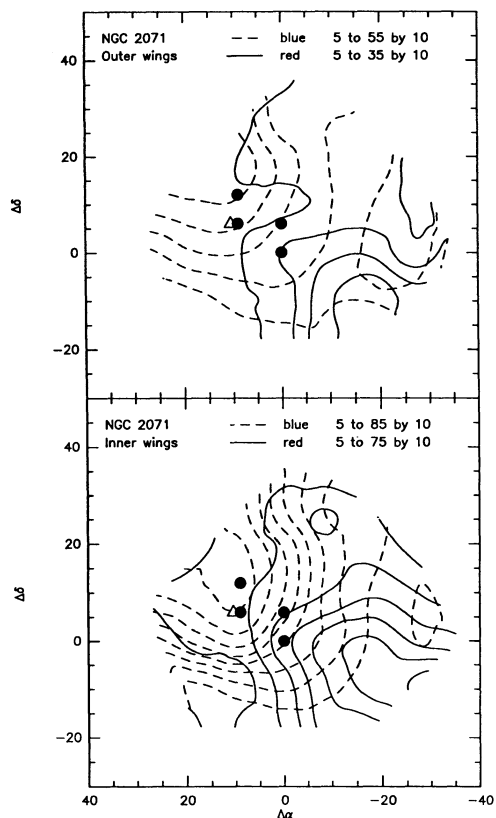 NGC 2071 blue 5 to 55 by 10
Outer wings red 5 to 35 by 10
40
20
0
−20
Δδ
NGC 2071 blue 5 to 85 by 10
Inner wings red 5 to 75 by 10
40
20
0
−20
Δδ
40 20 0 −20 −40
Δα